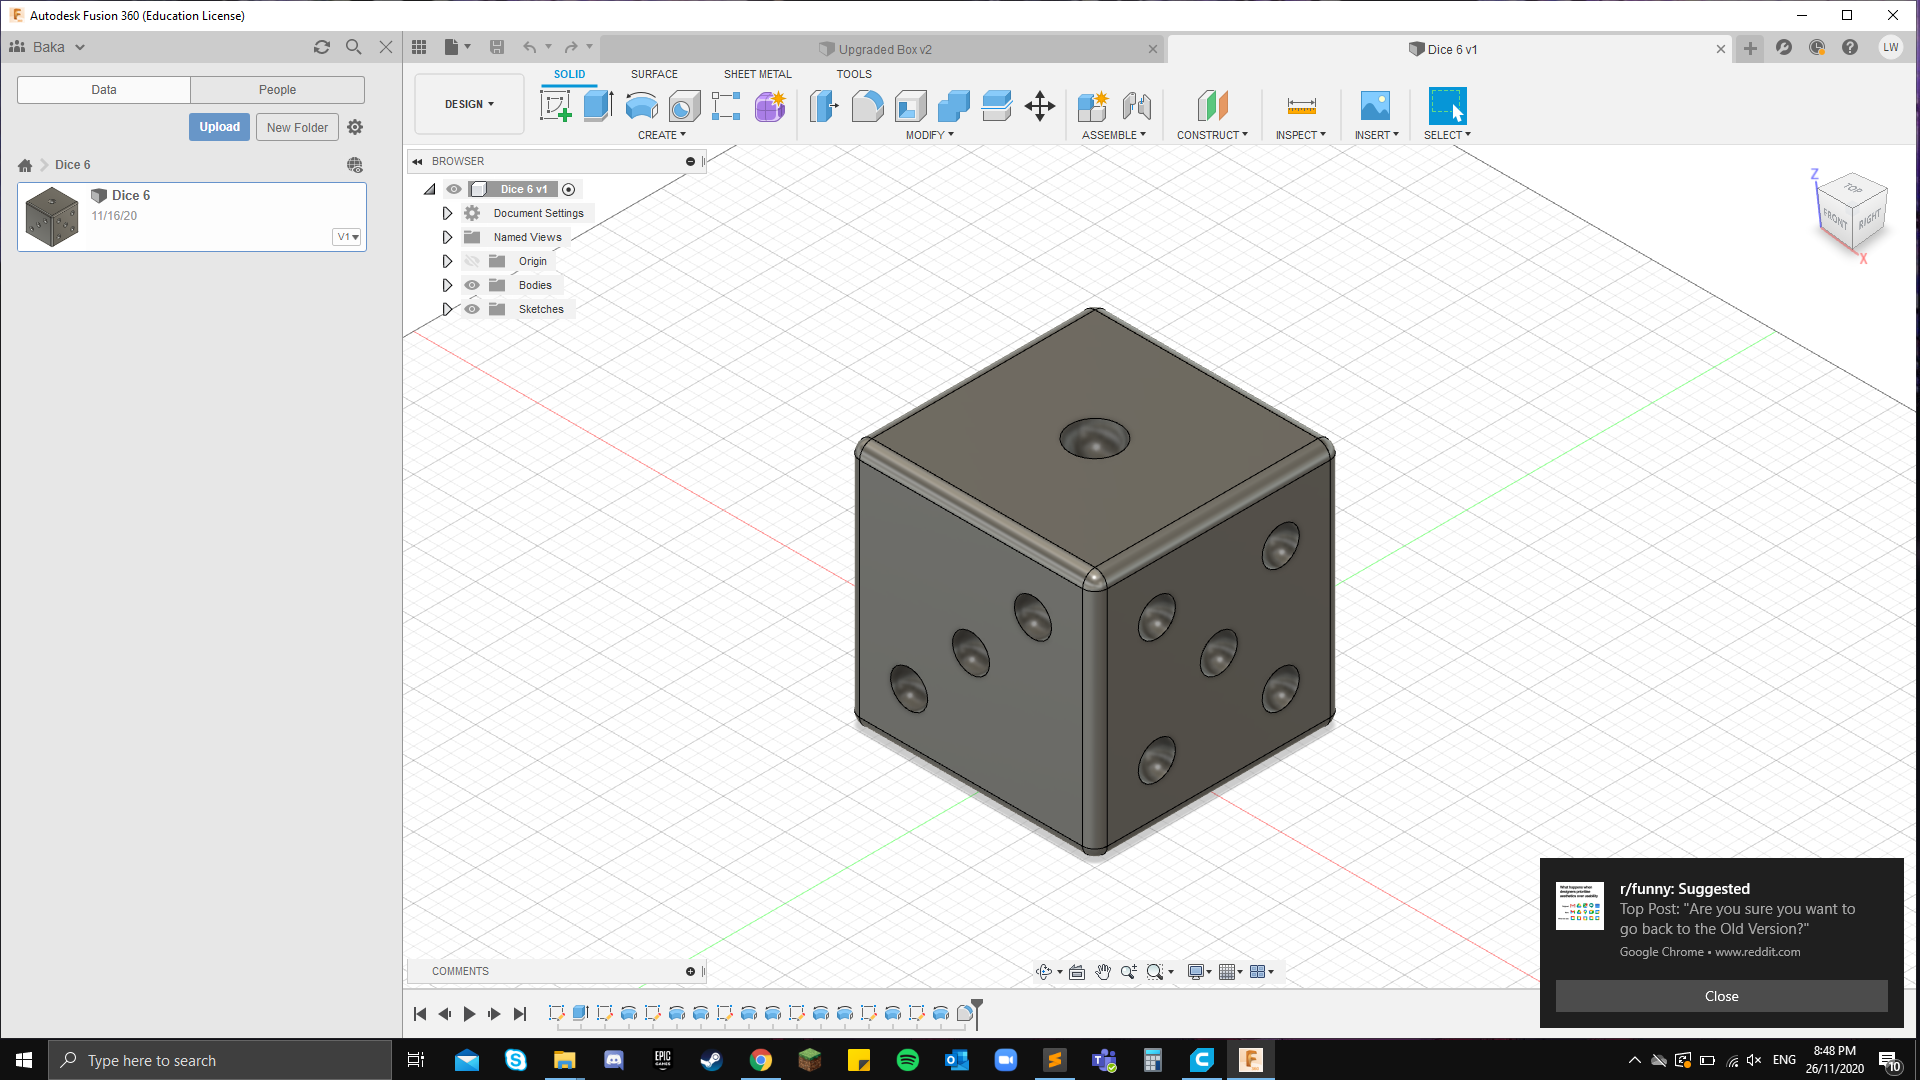 Autodesk Fusion 360 (Education License)
Baka
Upgraded Box v2
Dice 6 v1
LW
Data
People
Upload
New Folder
Dice 6
Dice 6
11/16/20
V1
DESIGN
SOLID
SURFACE
SHEET METAL
TOOLS
CREATE
MODIFY
ASSEMBLE
CONSTRUCT
INSPECT
INSERT
SELECT
BROWSER
Dice 6 v1
Document Settings
Named Views
Origin
Bodies
Sketches
Z
TOP
FRONT
RIGHT
X
COMMENTS
r/funny: Suggested
Top Post: "Are you sure you want to
go back to the Old Version?"
Google Chrome • www.reddit.com
Close
Type here to search
EPIC
GAMES
ENG
8:48 PM
26/11/2020
10